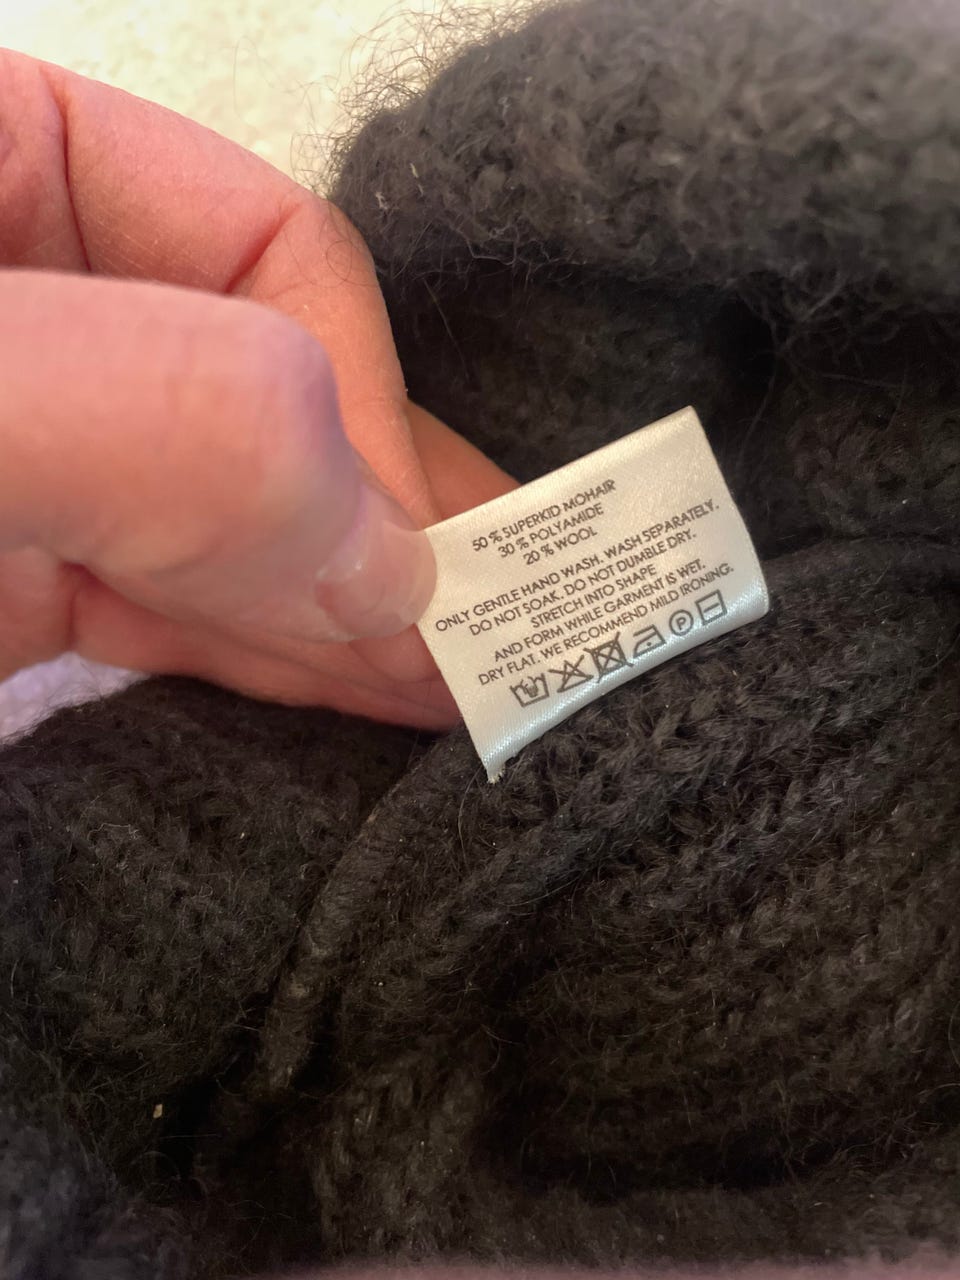 50 % SUPERKID MOHAIR
30 % POLYAMIDE
20 % WOOL
ONLY GENTLE HAND WASH. WASH SEPARATELY.
DO NOT SOAK. DO NOT DUMBLE DRY.
STRETCH INTO SHAPE
AND FORM WHILE GARMENT IS WET.
DRY FLAT. WE RECOMMEND MILD IRONING.
P